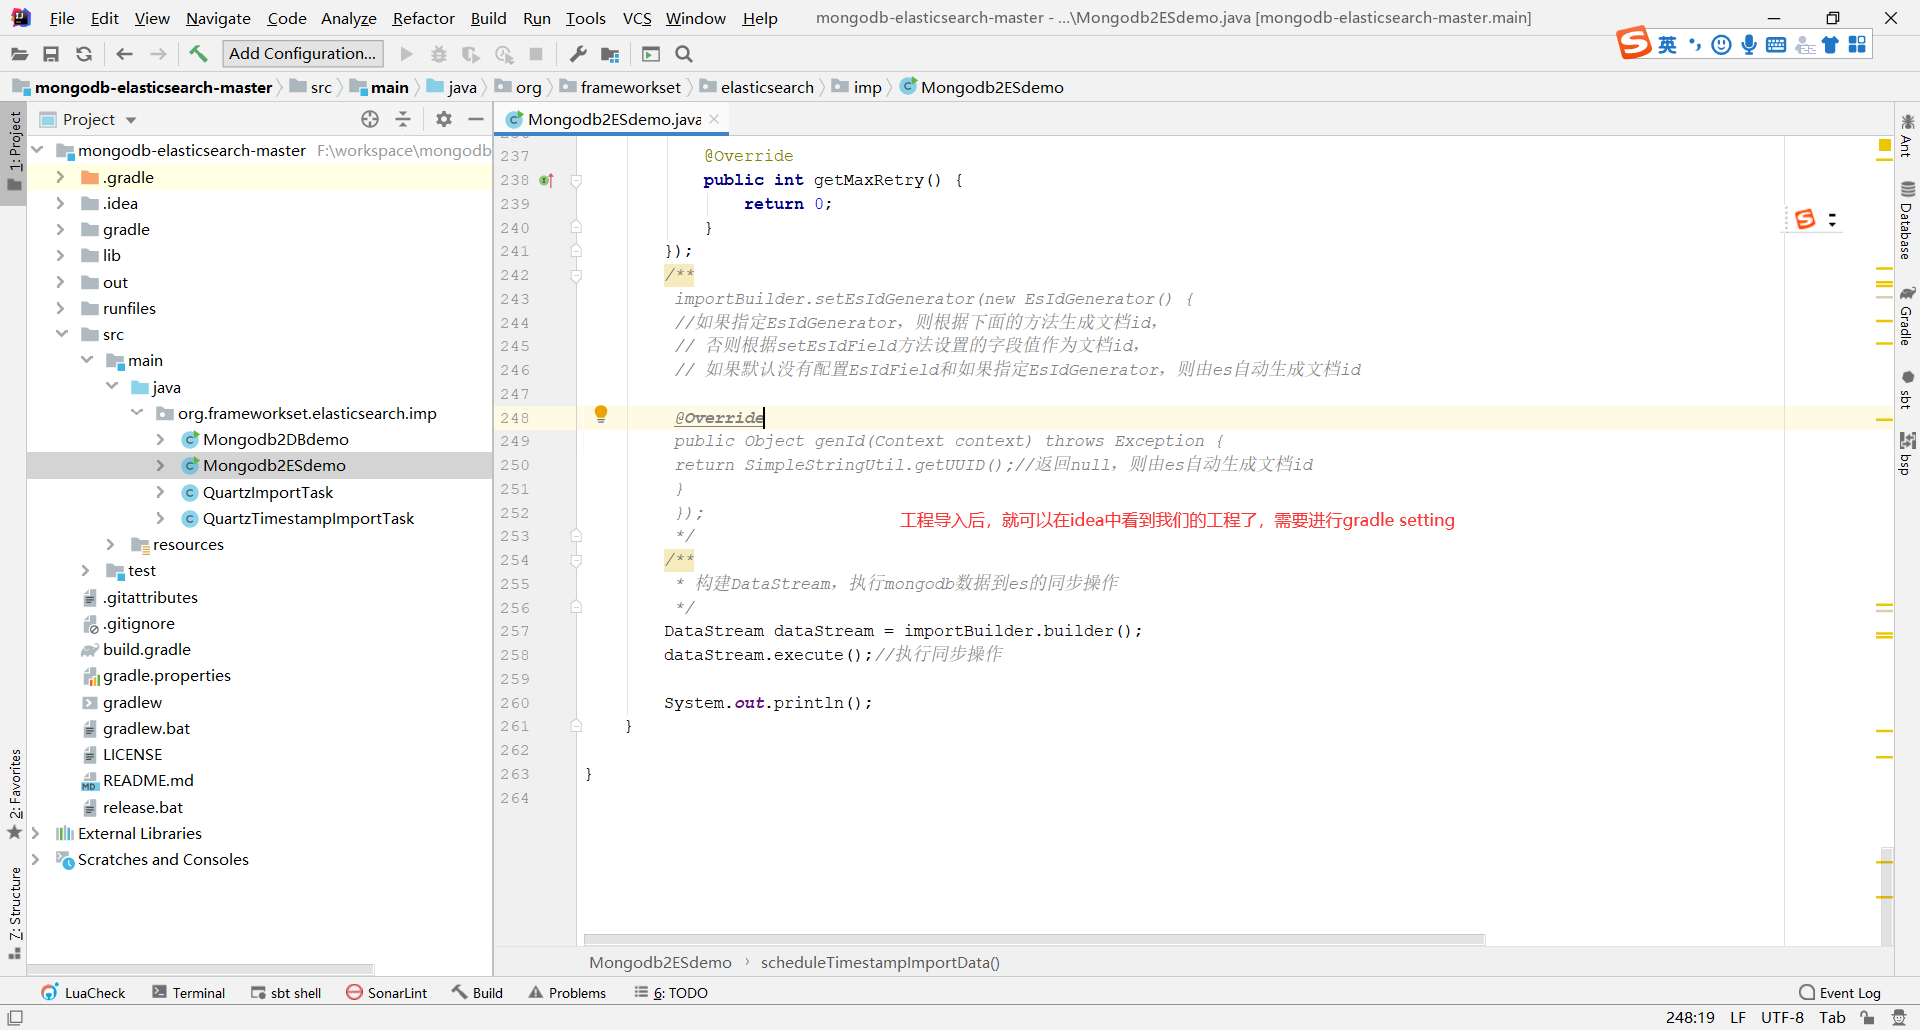 File Edit View Navigate Code Analyze Refactor Build Run Tools VCS Window Help mongodb-elasticsearch-master - ...\Mongodb2ESdemo.java [mongodb-elasticsearch-master.main]
Add Configuration...
英
mongodb-elasticsearch-master src main java org frameworkset elasticsearch imp Mongodb2ESdemo
Project
Mongodb2ESdemo.java
1: Project
mongodb-elasticsearch-master F:\workspace\mongodb
.gradle
.idea
gradle
lib
out
runfiles
src
main
java
org.frameworkset.elasticsearch.imp
Mongodb2DBdemo
Mongodb2ESdemo
QuartzImportTask
QuartzTimestampImportTask
resources
test
.gitattributes
.gitignore
build.gradle
gradle.properties
gradlew
gradlew.bat
LICENSE
README.md
release.bat
External Libraries
Scratches and Consoles
2: Favorites
7: Structure
237 @Override
238 public int getMaxRetry() {
239 return 0;
240 }
241 });
242 /**
243 importBuilder.setEsIdGenerator(new EsIdGenerator() {
244 //如果指定EsIdGenerator，则根据下面的方法生成文档id，
245 // 否则根据setEsIdField方法设置的字段值作为文档id，
246 // 如果默认没有配置EsIdField和如果指定EsIdGenerator，则由es自动生成文档id
247
248 @Override
249 public Object genId(Context context) throws Exception {
250 return SimpleStringUtil.getUUID();//返回null，则由es自动生成文档id
251 }
252 });
工程导入后，就可以在idea中看到我们的工程了，需要进行gradle setting
253 */
254 /**
255 * 构建DataStream，执行mongodb数据到es的同步操作
256 */
257 DataStream dataStream = importBuilder.builder();
258 dataStream.execute();//执行同步操作
259
260 System.out.println();
261 }
262
263 }
264
Ant
Database
Gradle
sbt
bsp
Mongodb2ESdemo › scheduleTimestampImportData()
LuaCheck Terminal sbt shell SonarLint Build Problems 6: TODO Event Log
248:19 LF UTF-8 Tab